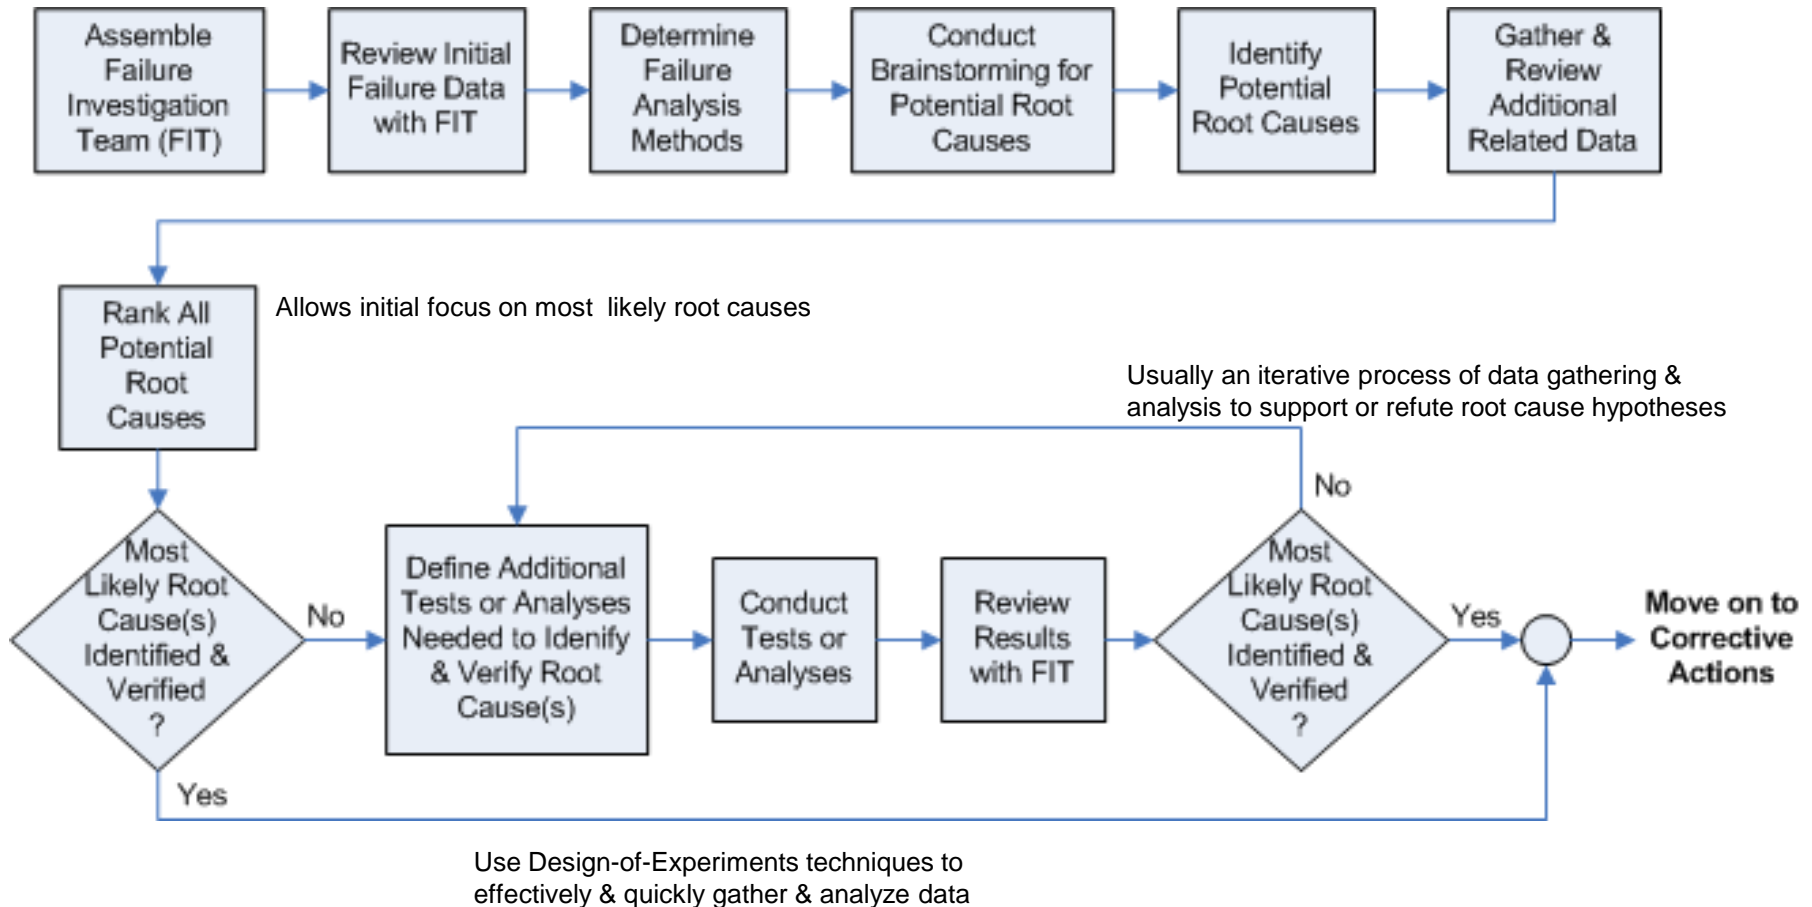 Assemble
Failure
Investigation
Team (FIT)
Review Initial
Failure Data
with FIT
Determine
Failure
Analysis
Methods
Conduct
Brainstorming for
Potential Root
Causes
Identify
Potential
Root Causes
Gather &
Review
Additional
Related Data
Rank All
Potential
Root
Causes
Allows initial focus on most  likely root causes
Usually an iterative process of data gathering &
analysis to support or refute root cause hypotheses
Most
Likely Root
Cause(s)
Identified &
Verified
?
No
Yes
Define Additional
Tests or Analyses
Needed to Idenify
& Verify Root
Cause(s)
Conduct
Tests or
Analyses
Review
Results
with FIT
Most
Likely Root
Cause(s)
Identified &
Verified
?
No
Yes
Move on to
Corrective
Actions
Use Design-of-Experiments techniques to
effectively & quickly gather & analyze data